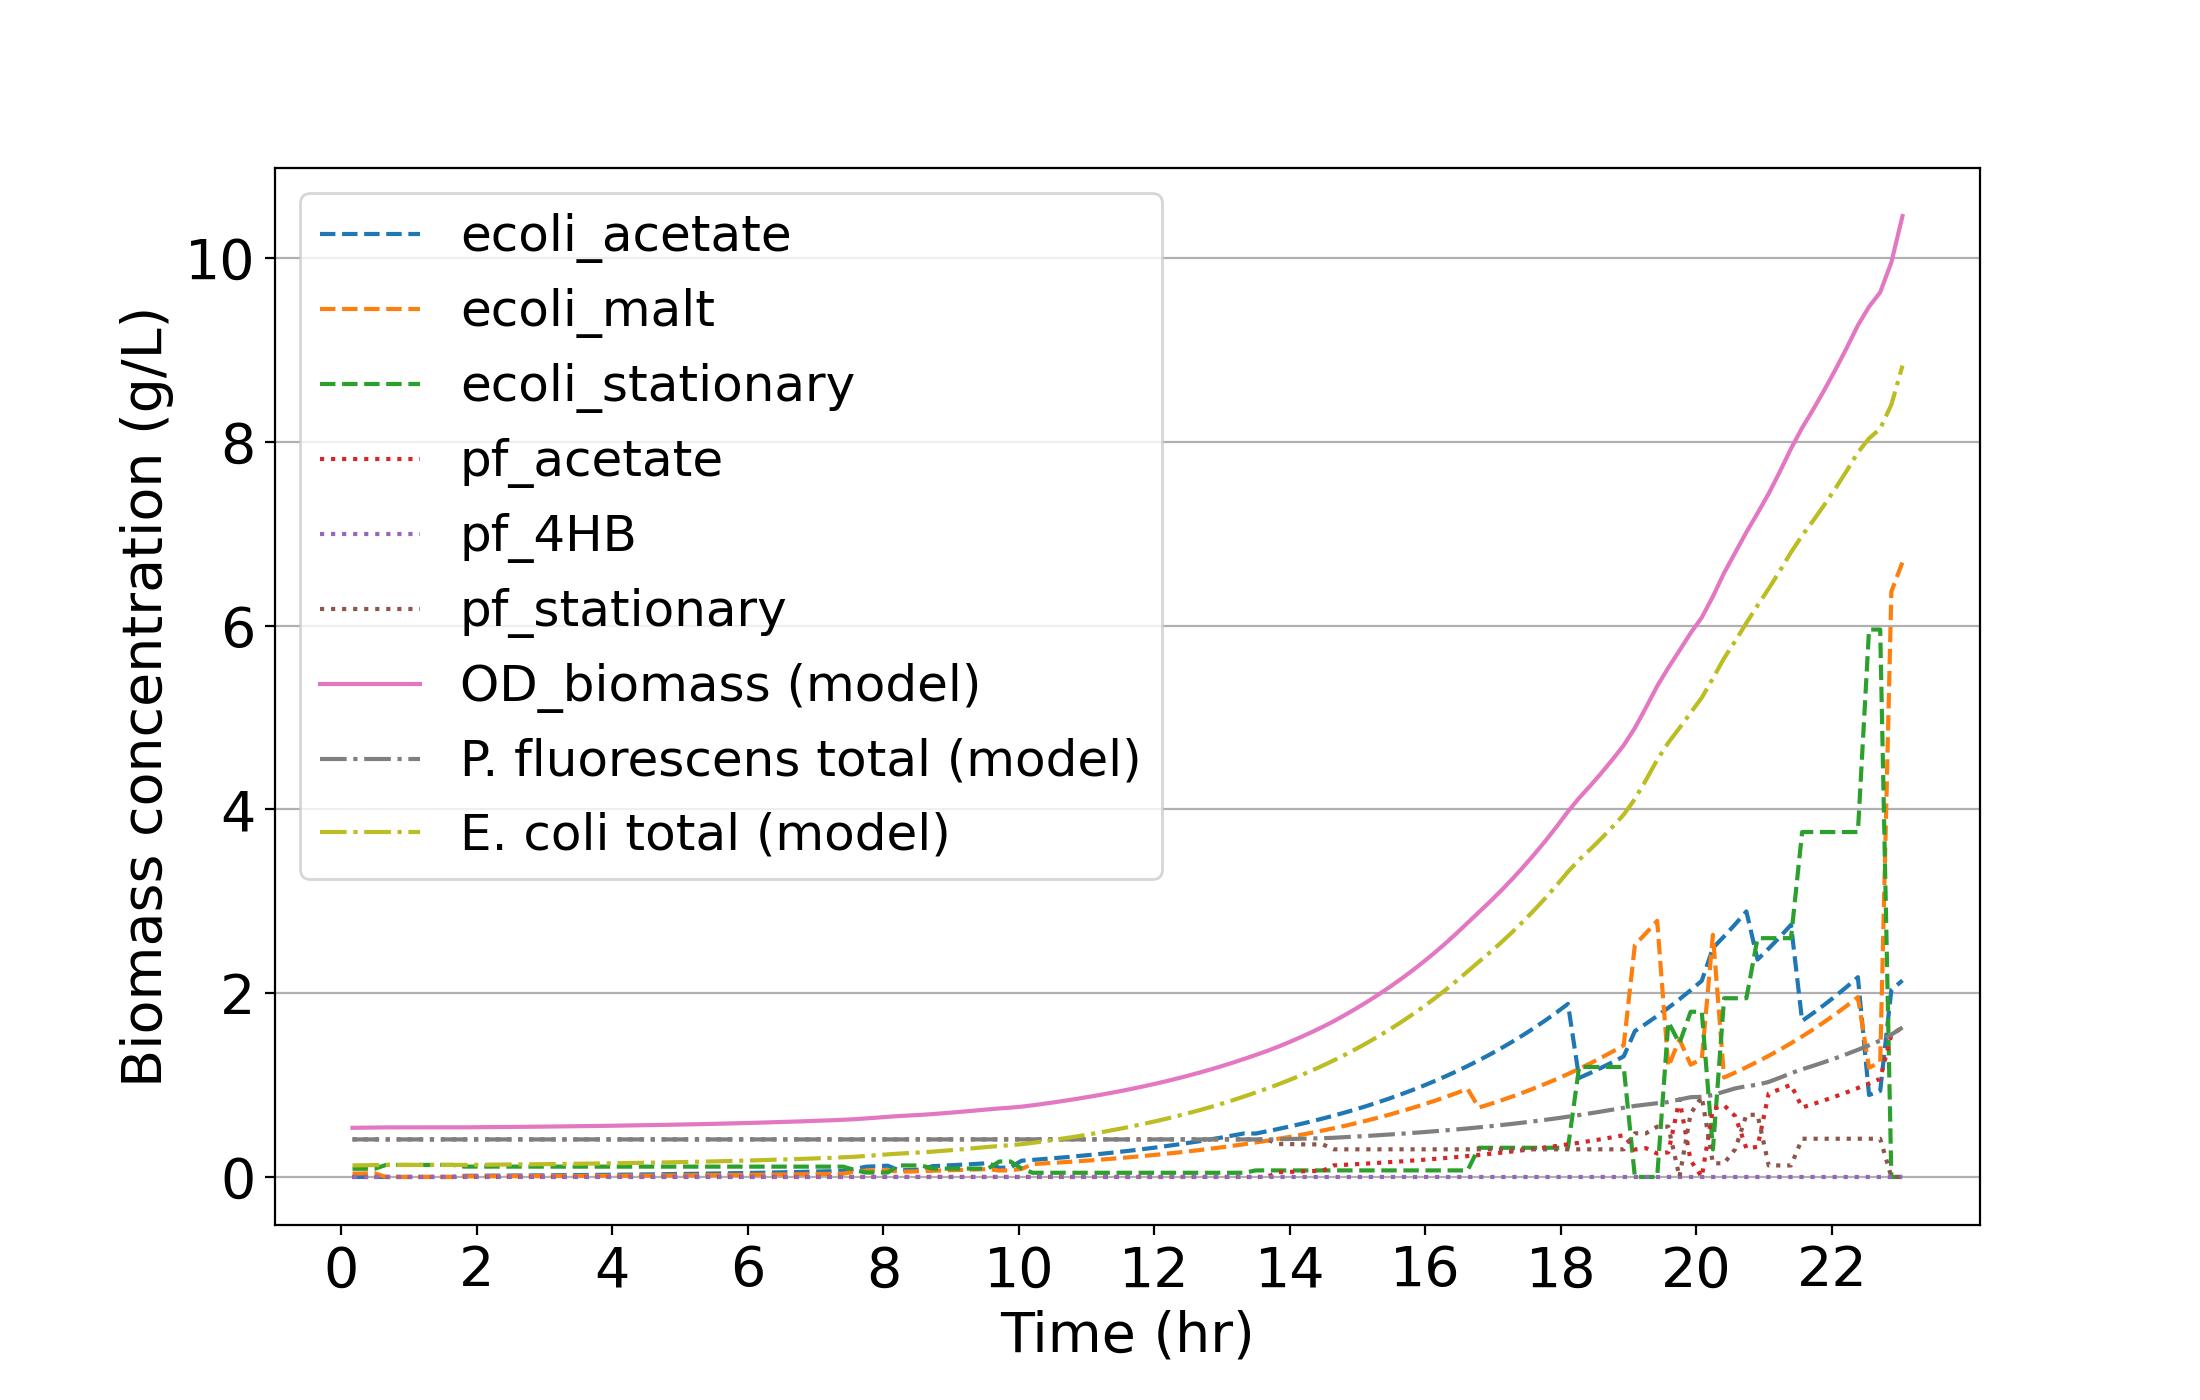 ecoli_acetate
ecoli_malt
ecoli_stationary
pf_acetate
pf_4HB
pf_stationary
OD_biomass (model)
P. fluorescens total (model)
E. coli total (model)
Biomass concentration (g/L)
10
8
6
4
2
0
0 2 4 6 8 10 12 14 16 18 20 22
Time (hr)